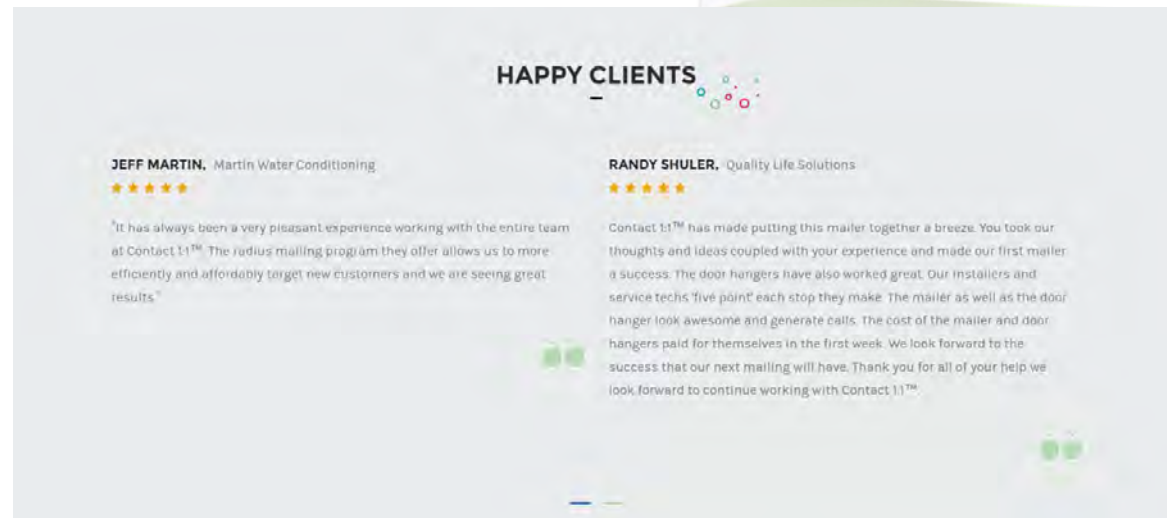 HAPPY CLIENTS
JEFF MARTIN, Martin Water Conditioning
"It has always been a very pleasant experience working with the entire team
at Contact 1:1™. The radius mailing program they offer allows us to more
efficiently and affordably target new customers and we are seeing great
results."
RANDY SHULER, Quality Life Solutions
Contact 1:1™ has made putting this mailer together a breeze. You took our
thoughts and ideas coupled with your experience and made our first mailer
a success. The door hangers have also worked great. Our installers and
service techs 'five point' each stop they make. The mailer as well as the door
hanger look awesome and generate calls. The cost of the mailer and door
hangers paid for themselves in the first week. We look forward to the
success that our next mailing will have. Thank you for all of your help we
look forward to continue working with Contact 1:1™.